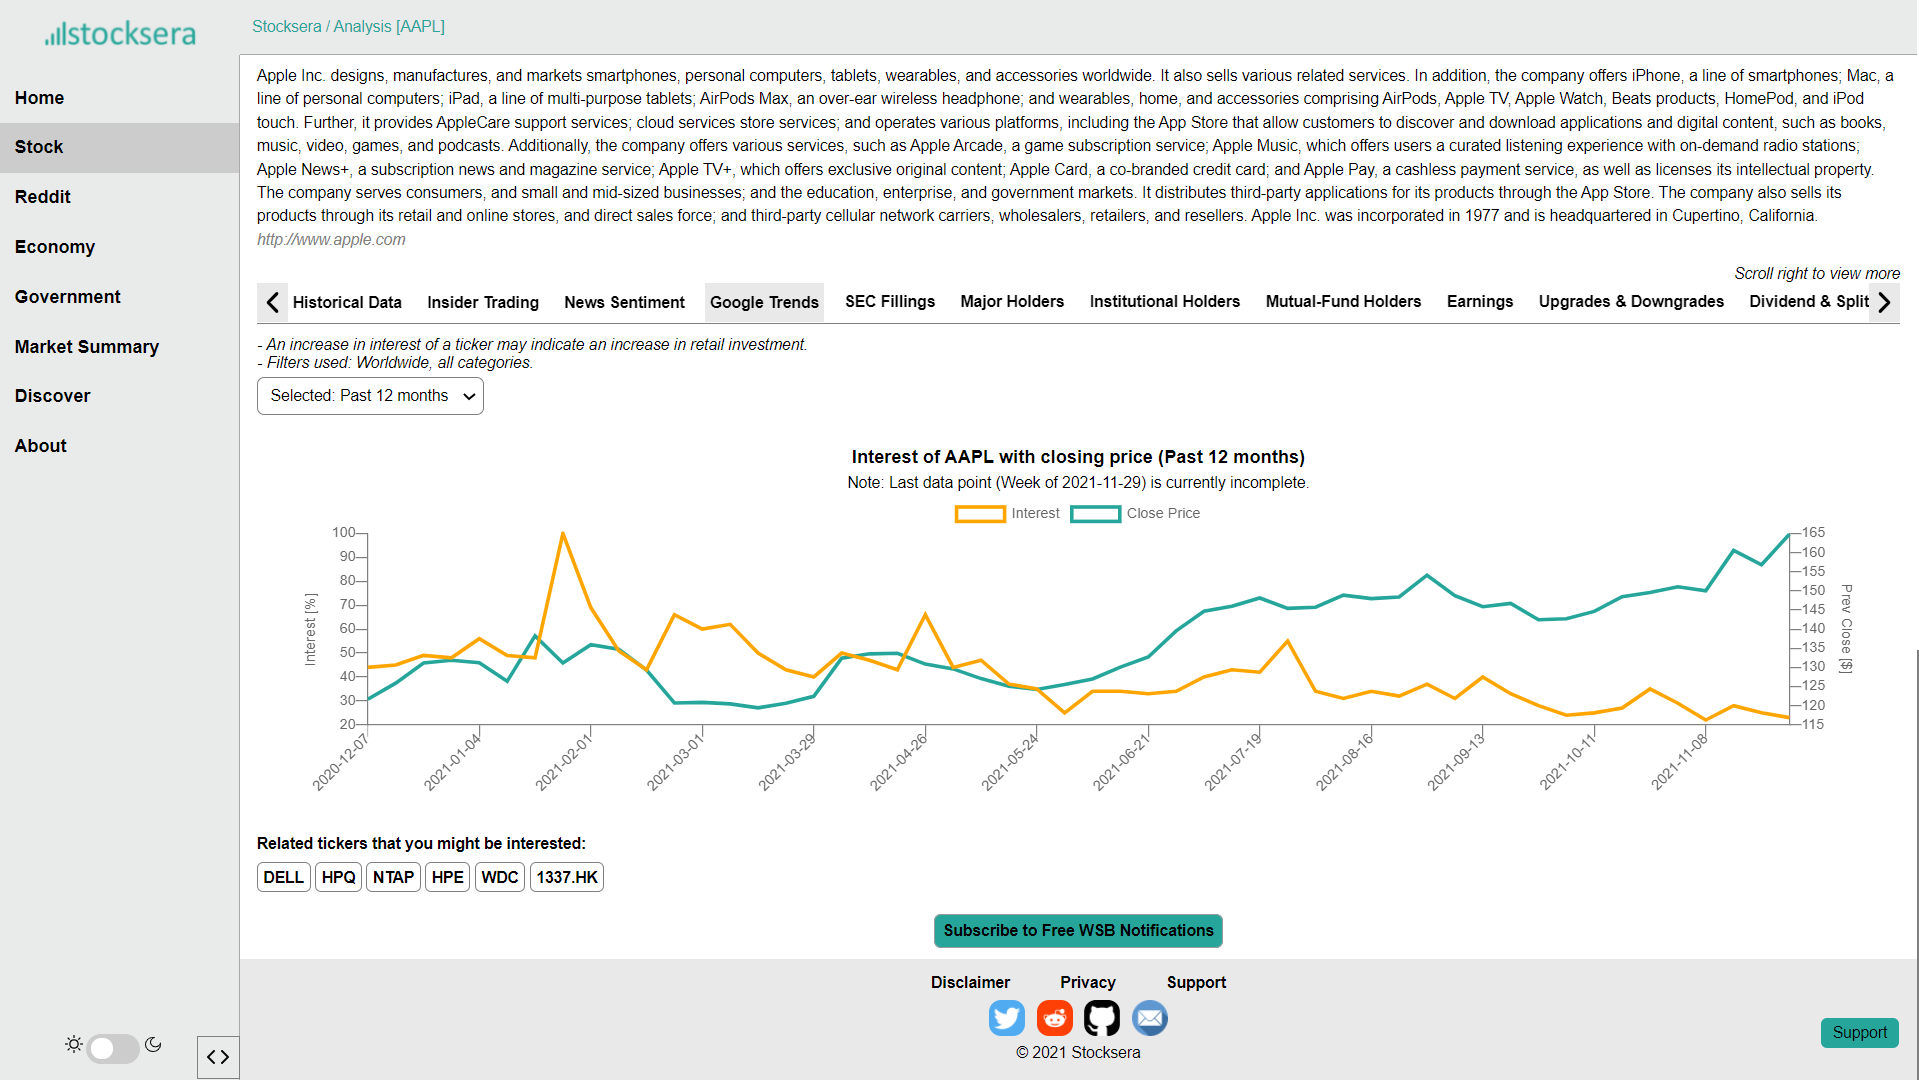 stocksera
Stocksera / Analysis [AAPL]
Home
Stock
Reddit
Economy
Government
Market Summary
Discover
About
Apple Inc. designs, manufactures, and markets smartphones, personal computers, tablets, wearables, and accessories worldwide. It also sells various related services. In addition, the company offers iPhone, a line of smartphones; Mac, a
line of personal computers; iPad, a line of multi-purpose tablets; AirPods Max, an over-ear wireless headphone; and wearables, home, and accessories comprising AirPods, Apple TV, Apple Watch, Beats products, HomePod, and iPod
touch. Further, it provides AppleCare support services; cloud services store services; and operates various platforms, including the App Store that allow customers to discover and download applications and digital content, such as books,
music, video, games, and podcasts. Additionally, the company offers various services, such as Apple Arcade, a game subscription service; Apple Music, which offers users a curated listening experience with on-demand radio stations;
Apple News+, a subscription news and magazine service; Apple TV+, which offers exclusive original content; Apple Card, a co-branded credit card; and Apple Pay, a cashless payment service, as well as licenses its intellectual property.
The company serves consumers, and small and mid-sized businesses; and the education, enterprise, and government markets. It distributes third-party applications for its products through the App Store. The company also sells its
products through its retail and online stores, and direct sales force; and third-party cellular network carriers, wholesalers, retailers, and resellers. Apple Inc. was incorporated in 1977 and is headquartered in Cupertino, California.
http://www.apple.com
Scroll right to view more
Historical Data Insider Trading News Sentiment Google Trends SEC Fillings Major Holders Institutional Holders Mutual-Fund Holders Earnings Upgrades & Downgrades Dividend & Split
- An increase in interest of a ticker may indicate an increase in retail investment.
- Filters used: Worldwide, all categories.
Selected: Past 12 months
Interest of AAPL with closing price (Past 12 months)
Note: Last data point (Week of 2021-11-29) is currently incomplete.
Interest Close Price
Interest [%]
100
90
80
70
60
50
40
30
20
165
160
155
150
145
140
135
130
125
120
115
Prev Close [$]
2020-12-07
2021-01-04
2021-02-01
2021-03-01
2021-03-29
2021-04-26
2021-05-24
2021-06-21
2021-07-19
2021-08-16
2021-09-13
2021-10-11
2021-11-08
Related tickers that you might be interested:
DELL HPQ NTAP HPE WDC 1337.HK
Subscribe to Free WSB Notifications
Disclaimer Privacy Support
© 2021 Stocksera
Support